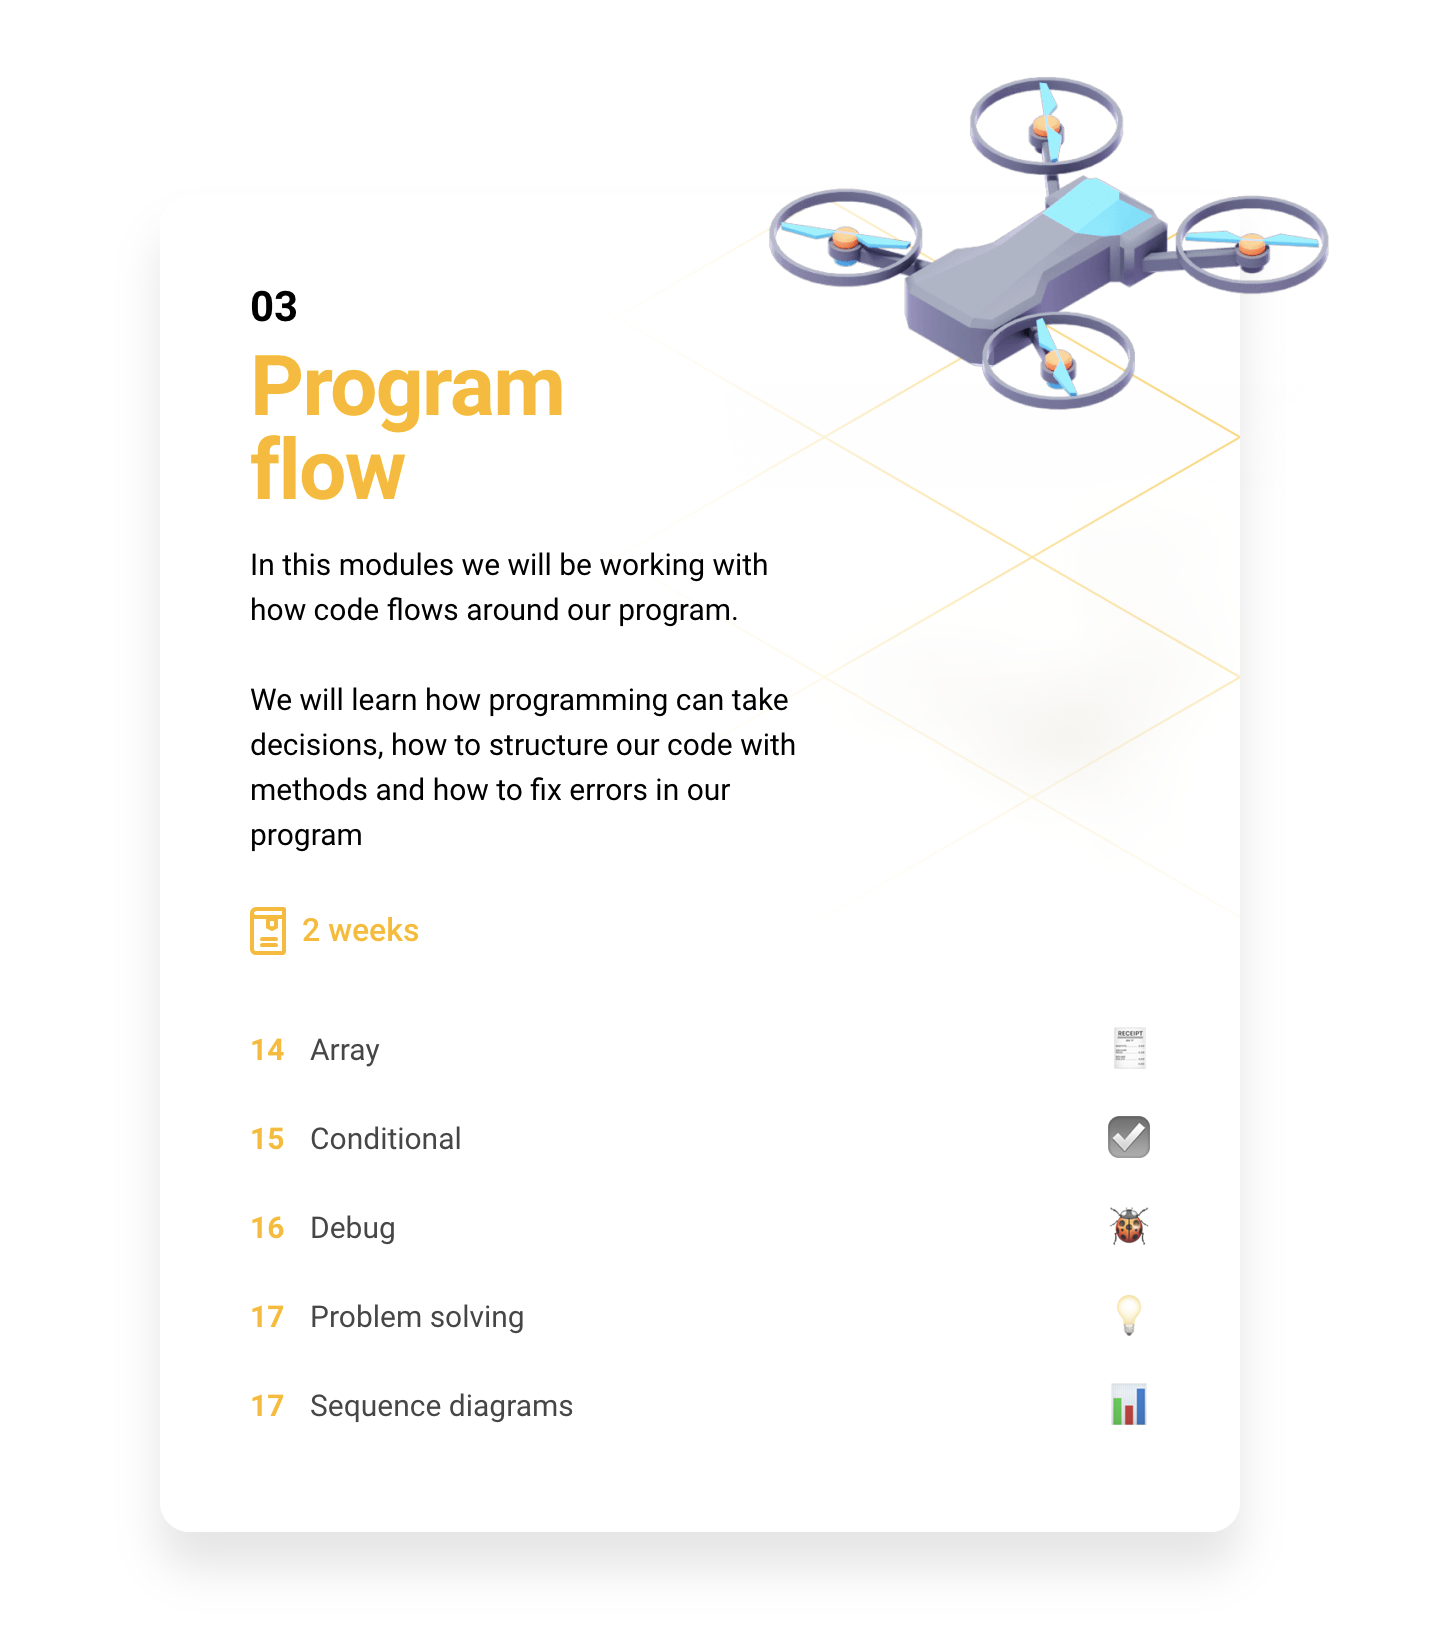 03
Program
flow
In this modules we will be working with
how code flows around our program.
We will learn how programming can take
decisions, how to structure our code with
methods and how to fix errors in our
program
2 weeks
14 Array
RECEIPT
15 Conditional
16 Debug
17 Problem solving
17 Sequence diagrams